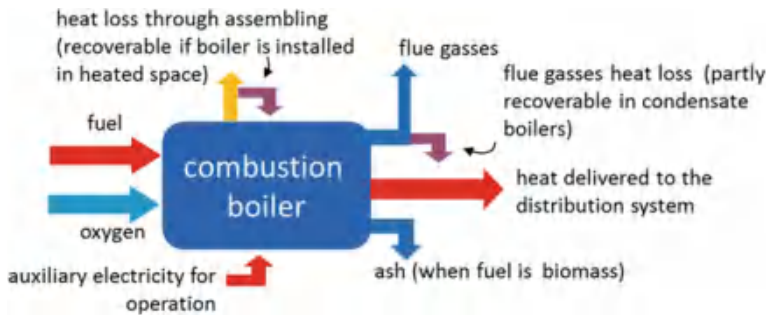 heat loss through assembling
(recoverable if boiler is installed
in heated space)
flue gasses
flue gasses heat loss (partly
recoverable in condensate
boilers)
fuel
combustion
boiler
heat delivered to the
distribution system
oxygen
auxiliary electricity for
operation
ash (when fuel is biomass)